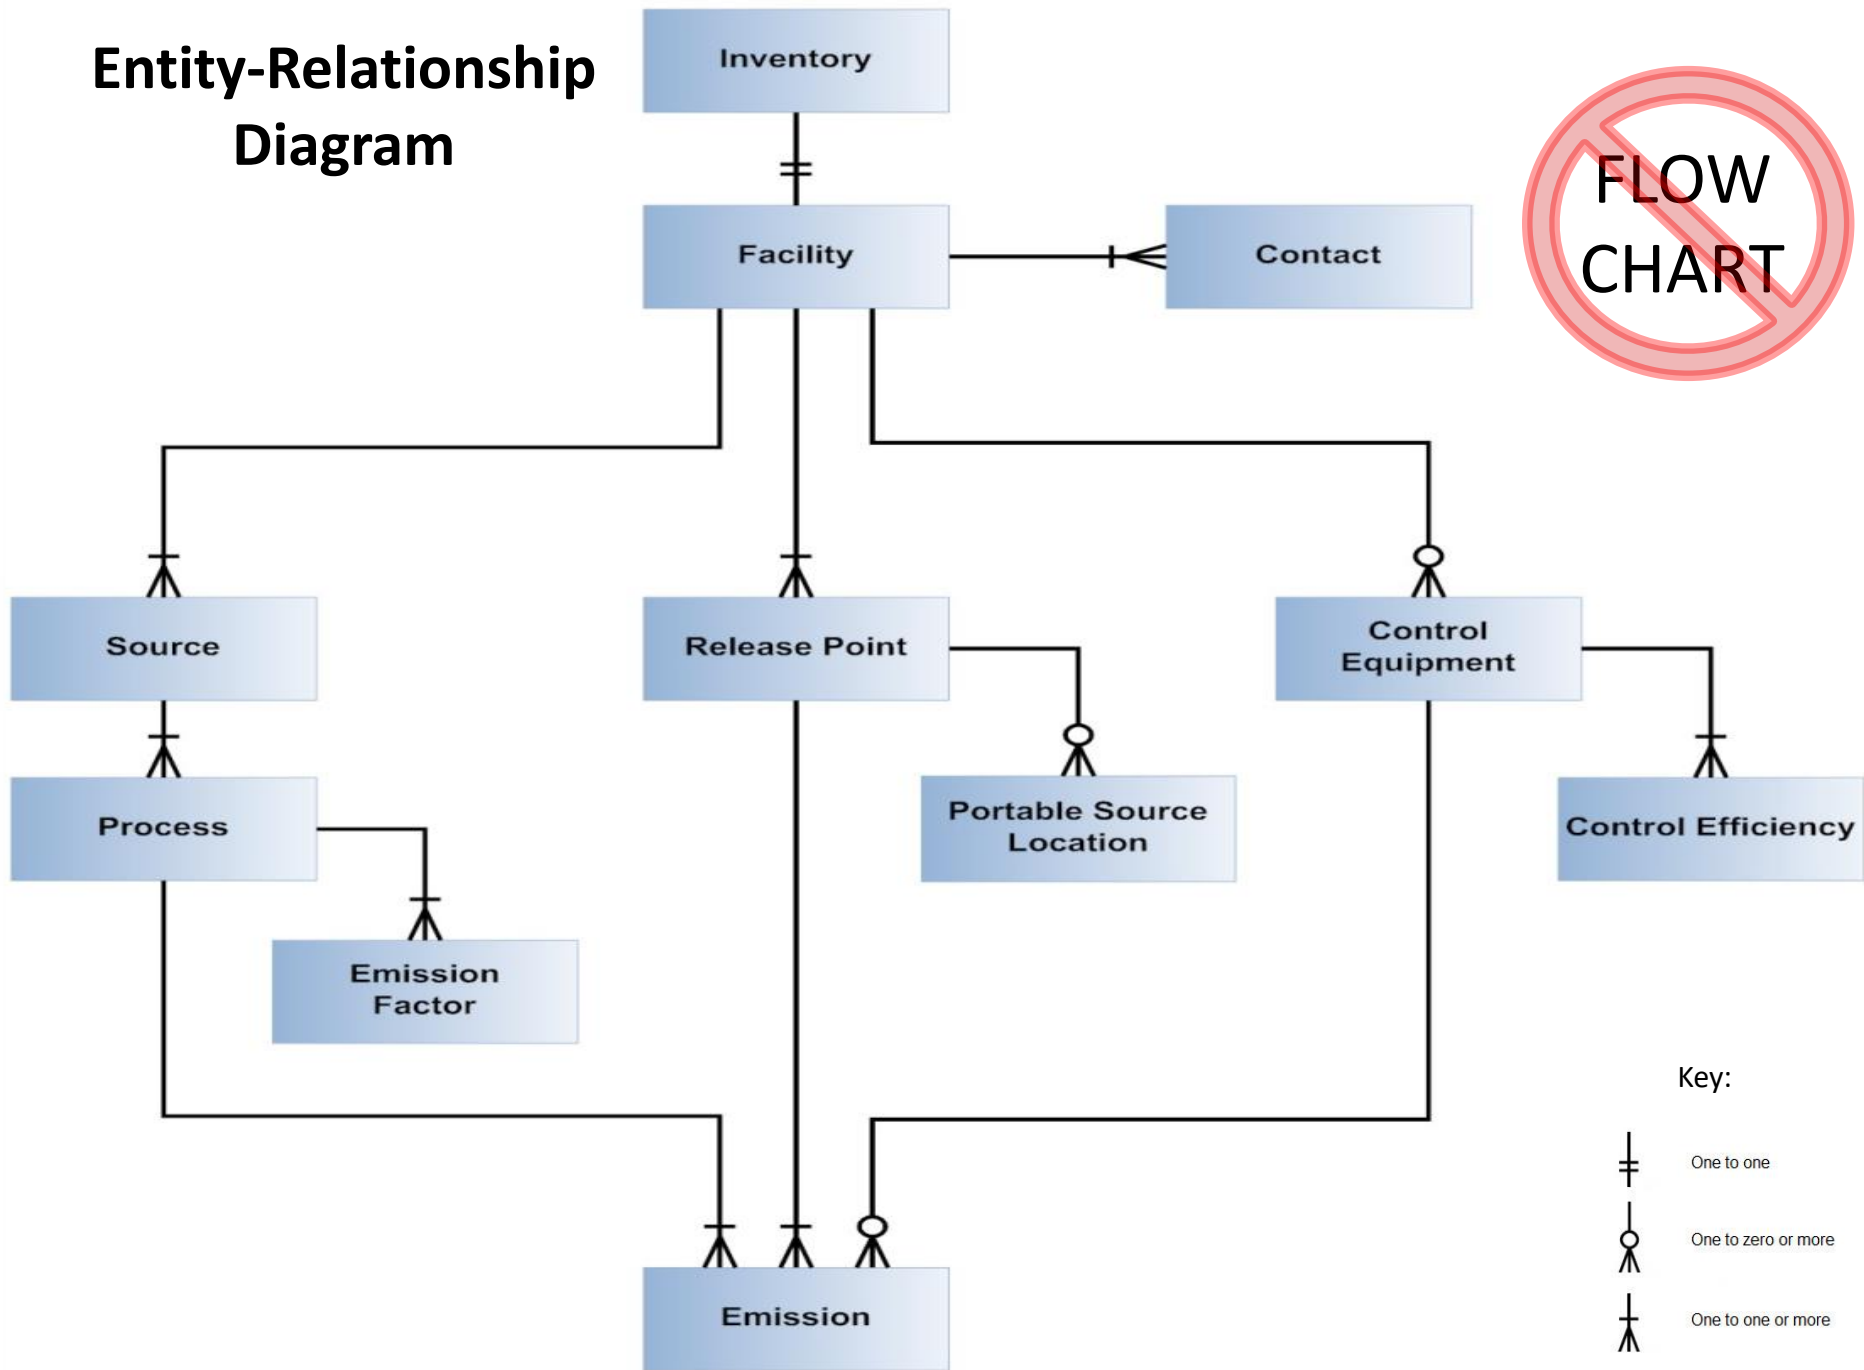 Entity-Relationship
Diagram
Inventory
FLOW
CHART
Facility
Contact
Source
Release Point
Control
Equipment
Process
Portable Source
Location
Control Efficiency
Emission
Factor
Key:
One to one
One to zero or more
One to one or more
Emission